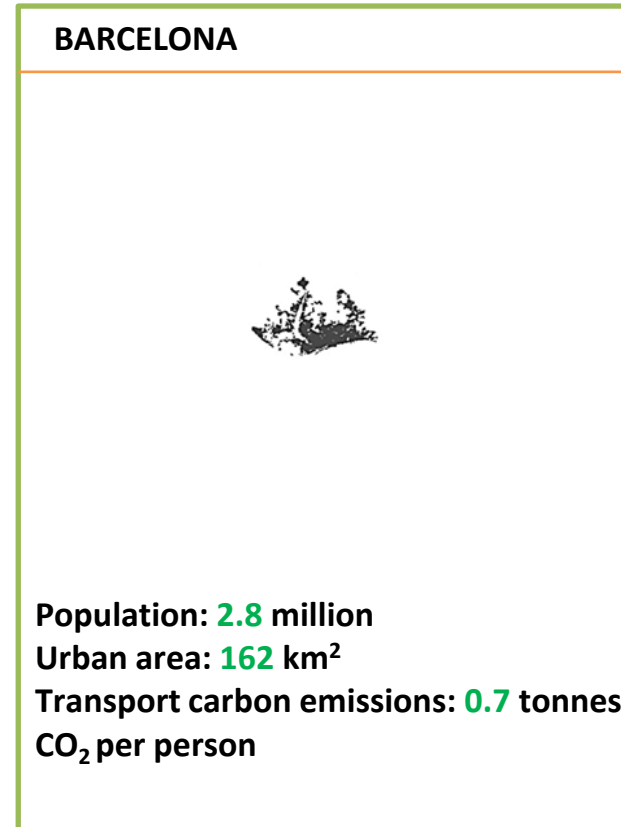 BARCELONA
Population: 2.8 million
Urban area: 162 km²
Transport carbon emissions: 0.7 tonnes
CO₂ per person